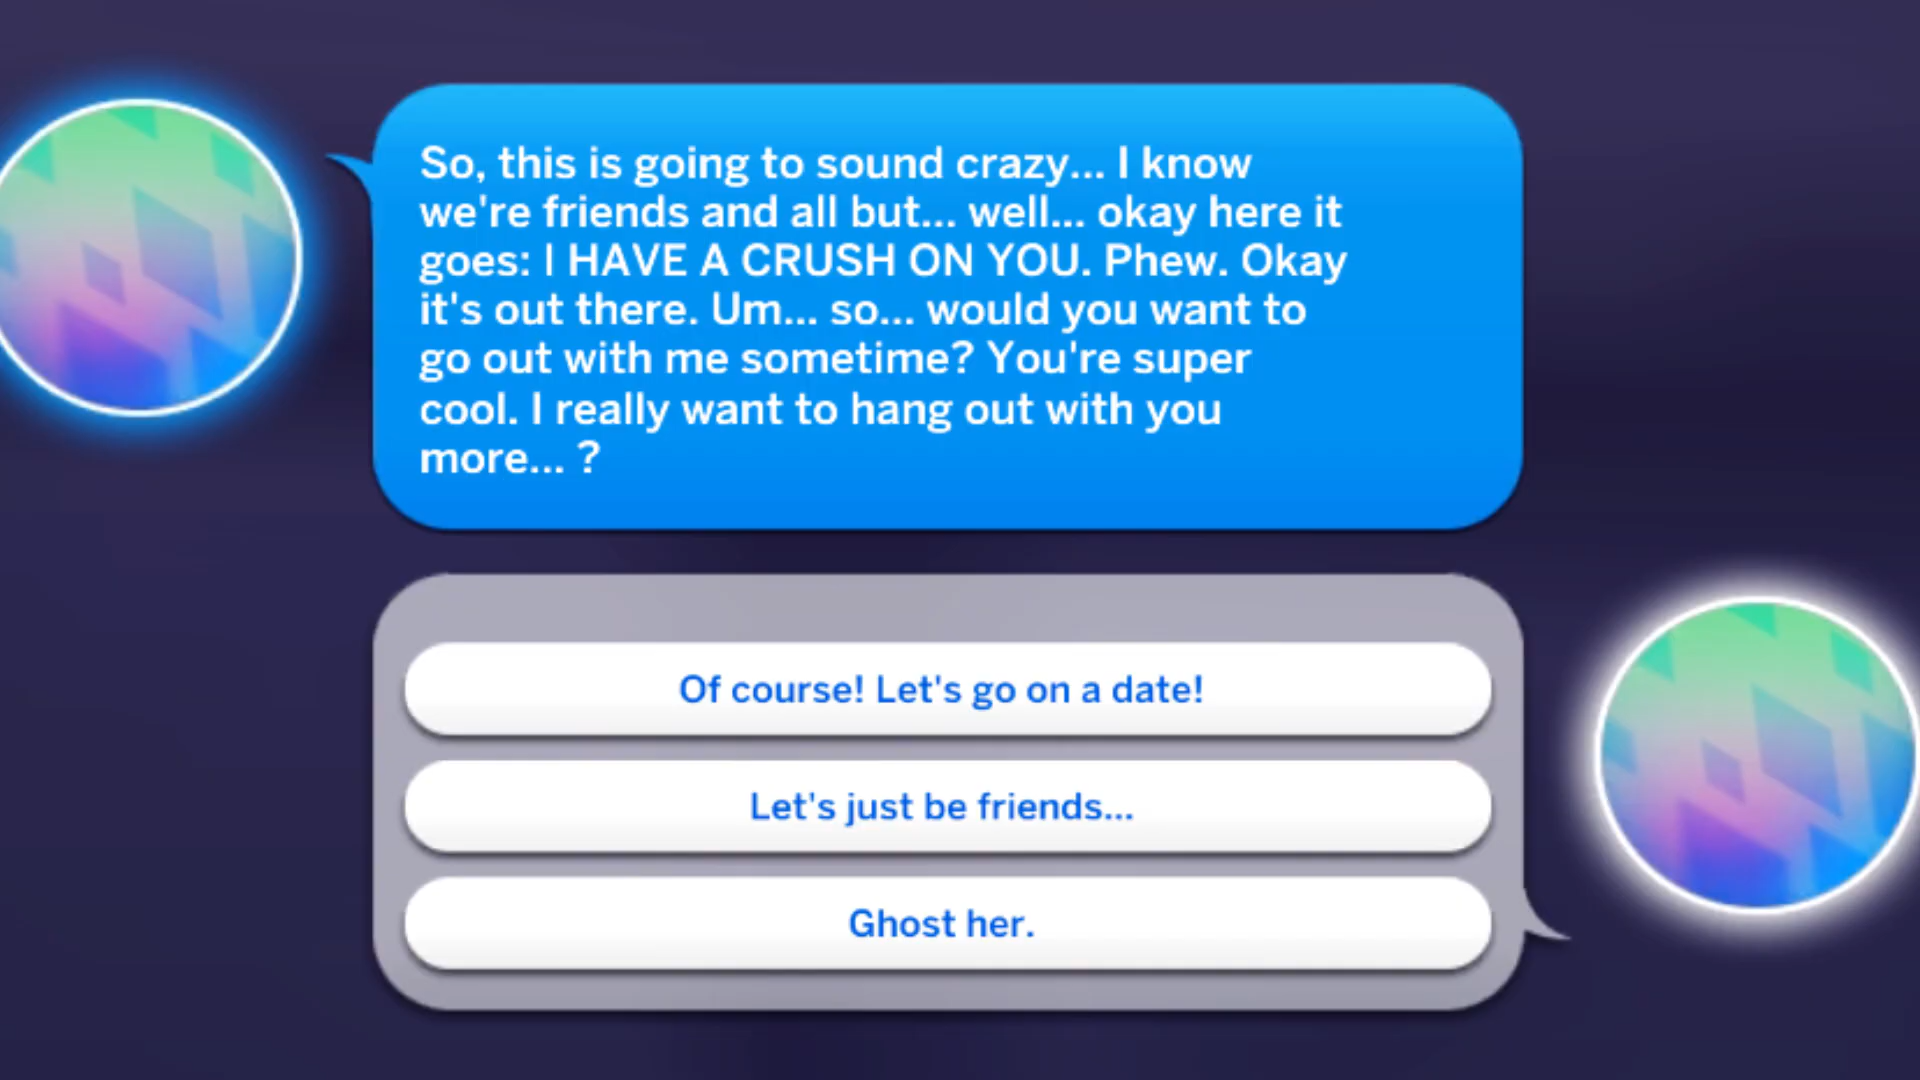 So, this is going to sound crazy... I know
we're friends and all but... well... okay here it
goes: I HAVE A CRUSH ON YOU. Phew. Okay
it's out there. Um... so... would you want to
go out with me sometime? You're super
cool. I really want to hang out with you
more... ?
Of course! Let's go on a date!
Let's just be friends...
Ghost her.